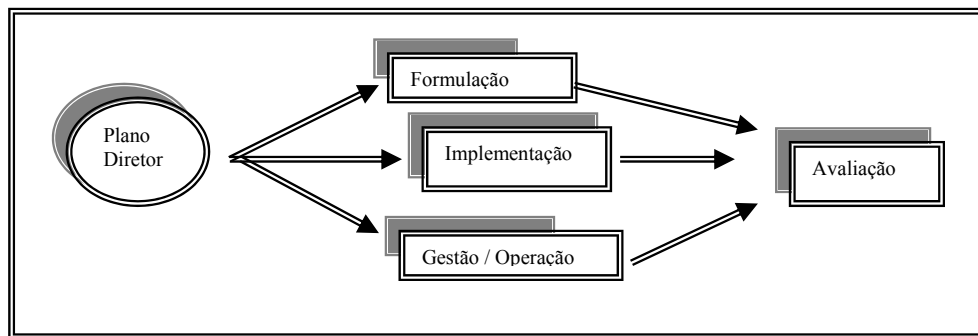 Plano
Diretor
Formulação
Implementação
Gestão / Operação
Avaliação